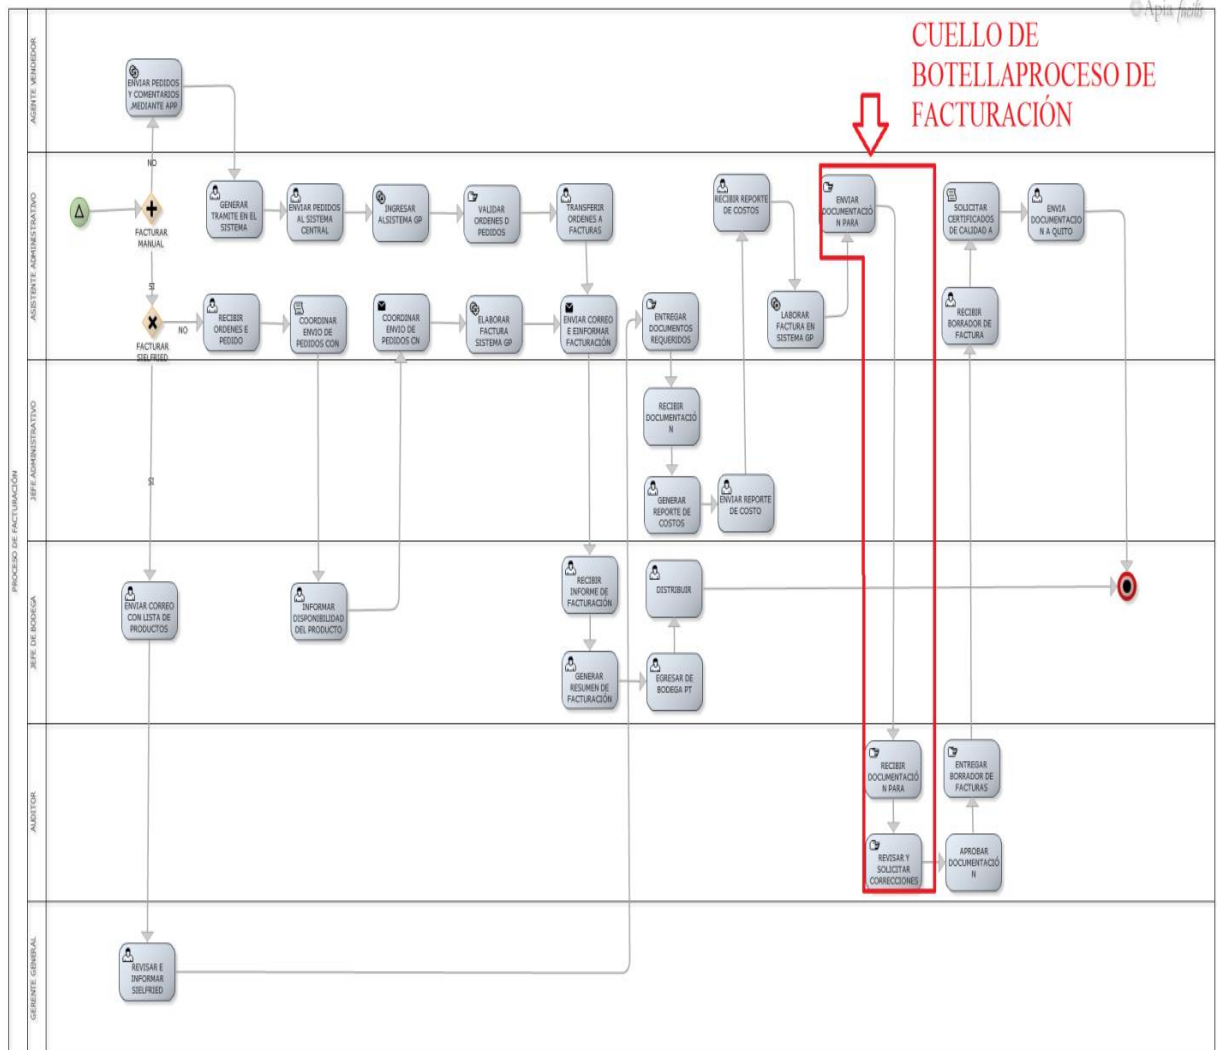 Apia facilis
CUELLO DE
BOTELLAPROCESO DE
FACTURACIÓN
PROCESO DE FACTURACIÓN
AGENTE VENDEDOR
ENVIAR PEDIDOS
Y COMENTARIOS
.MEDIANTE APP
NO
ASISTENTE ADMINISTRATIVO
FACTURAR
MANUAL
GENERAR
TRAMITE EN EL
SISTEMA
ENVIAR PEDIDOS
AL SISTEMA
CENTRAL
INGRESAR
ALSISTEMA GP
VALIDAR
ORDENES D
PEDIDOS
TRANSFERIR
ORDENES A
FACTURAS
RECIBIR REPORTE
DE COSTOS
ENVIAR
DOCUMENTACIÓ
N PARA
SOLICITAR
CERTIFICADOS
DE CALIDAD A
ENVIA
DOCUMENTACIO
N A QUITO
SI
FACTURAR
SIELFRIED
NO
RECIBIR
ORDENES E
PEDIDO
COORDINAR
ENVIO DE
PEDIDOS CON
COORDINAR
ENVIO DE
PEDIDOS CN
ELABORAR
FACTURA
SISTEMA GP
ENVIAR CORREO
E EINFORMAR
FACTURACIÓN
ENTREGAR
DOCUMENTOS
REQUERIDOS
LABORAR
FACTURA EN
SISTEMA GP
RECIBIR
BORRADOR DE
FACTURA
JEFE ADMINISTRATIVO
SI
RECIBIR
DOCUMENTACIÓ
N
GENERAR
REPORTE DE
COSTOS
ENVIAR REPORTE
DE COSTO
JEFE DE BODEGA
ENVIAR CORREO
CON LISTA DE
PRODUCTOS
INFORMAR
DISPONIBILIDAD
DEL PRODUCTO
RECIBIR
INFORME DE
FACTURACIÓN
DISTRIBUIR
GENERAR
RESUMEN DE
FACTURACIÓN
EGRESAR DE
BODEGA PT
AUDITOR
RECIBIR
DOCUMENTACIÓ
N PARA
ENTREGAR
BORRADOR DE
FACTURAS
REVISAR Y
SOLICITAR
CORRECCIONES
APROBAR
DOCUMENTACIÓ
N
GERENTE GENERAL
REVISAR E
INFORMAR
SIELFRIED